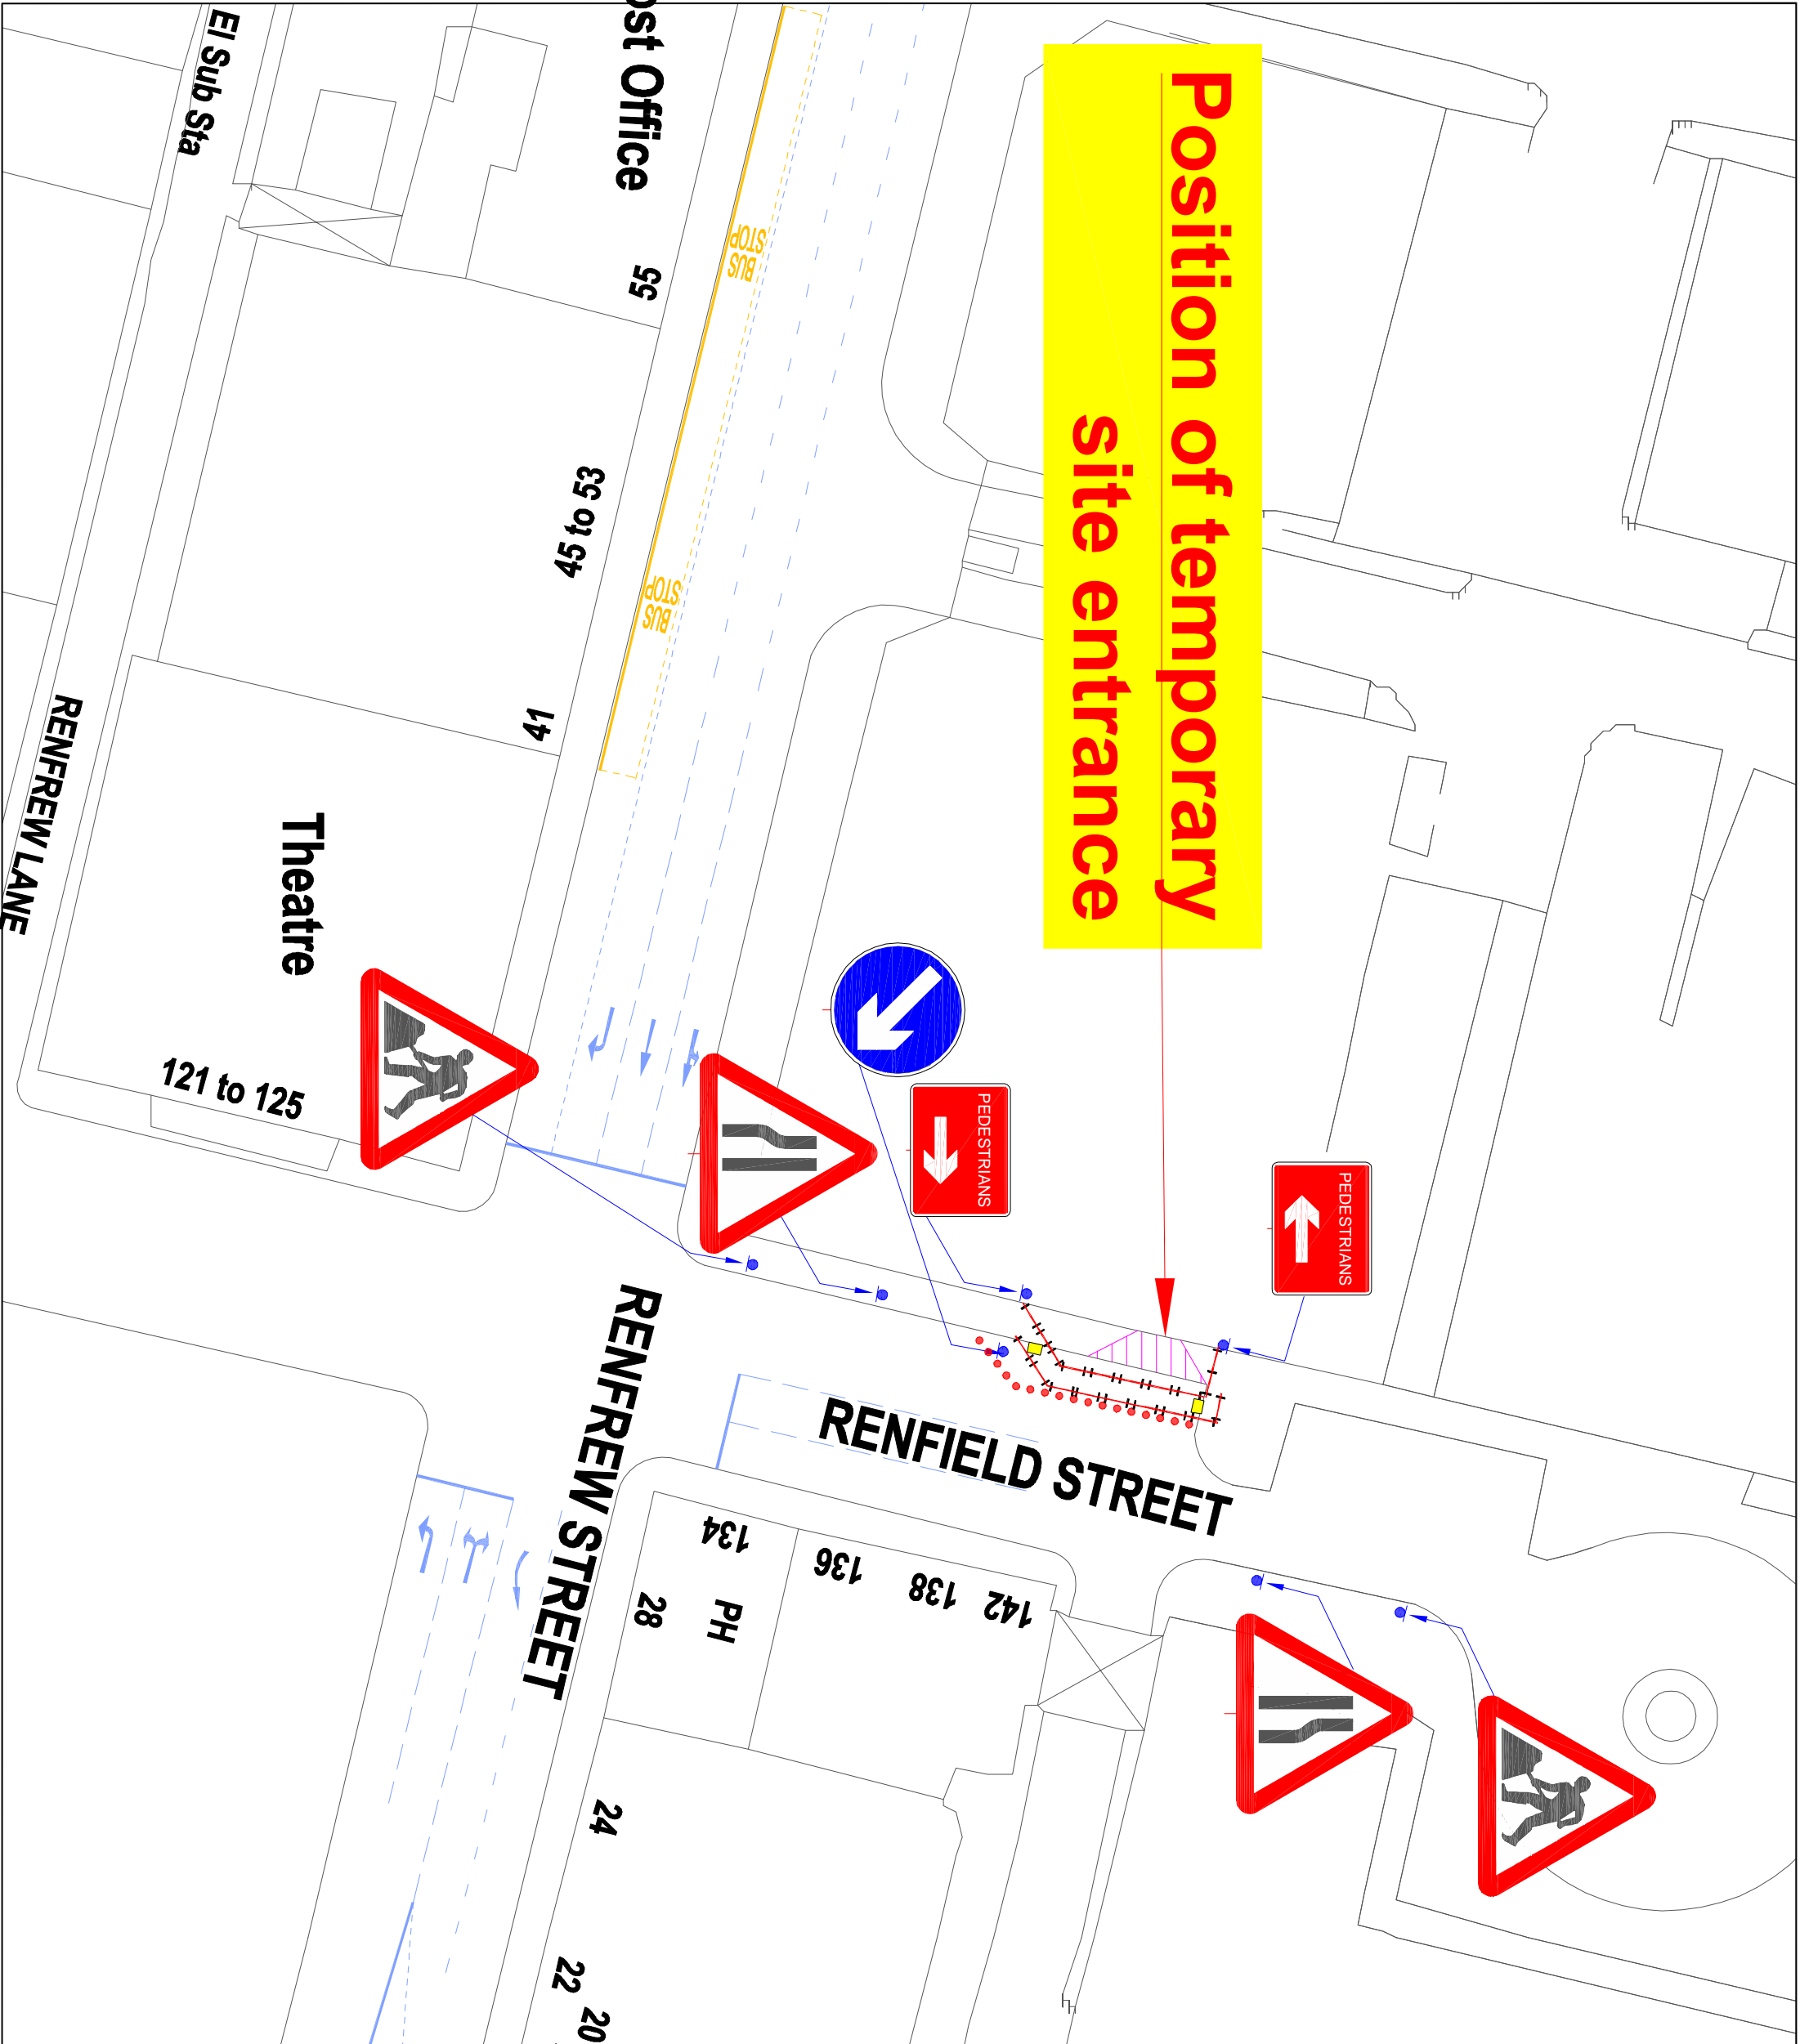 Position of temporary
site entrance
El Sub Sta
ost Office
55
BUS
STOP
45 to 53
BUS
STOP
41
RENFREW LANE
Theatre
121 to 125
PEDESTRIANS
PEDESTRIANS
RENFREW STREET
RENFIELD STREET
134
136
138
142
28
PH
24
22
20